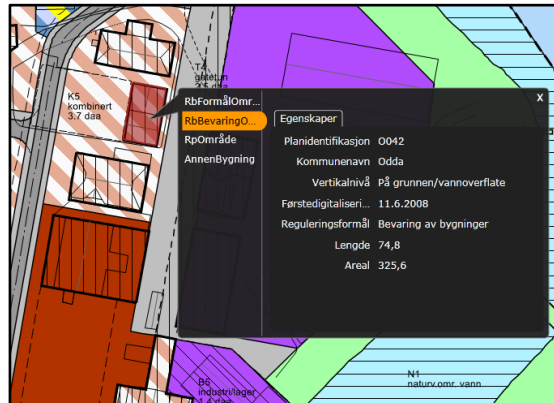 K5
kombinert
3.7 daa
T4
gatetun
X
RbFormålOmr...
RbBevaringO...
RpOmråde
AnnenBygning
Egenskaper
Planidentifikasjon O042
Kommunenavn Odda
Vertikalnivå På grunnen/vannoverflate
Førstedigitaliseri... 11.6.2008
Reguleringsformål Bevaring av bygninger
Lengde 74,8
Areal 325,6
B6
industri/lager
N1
naturv.omr. vann